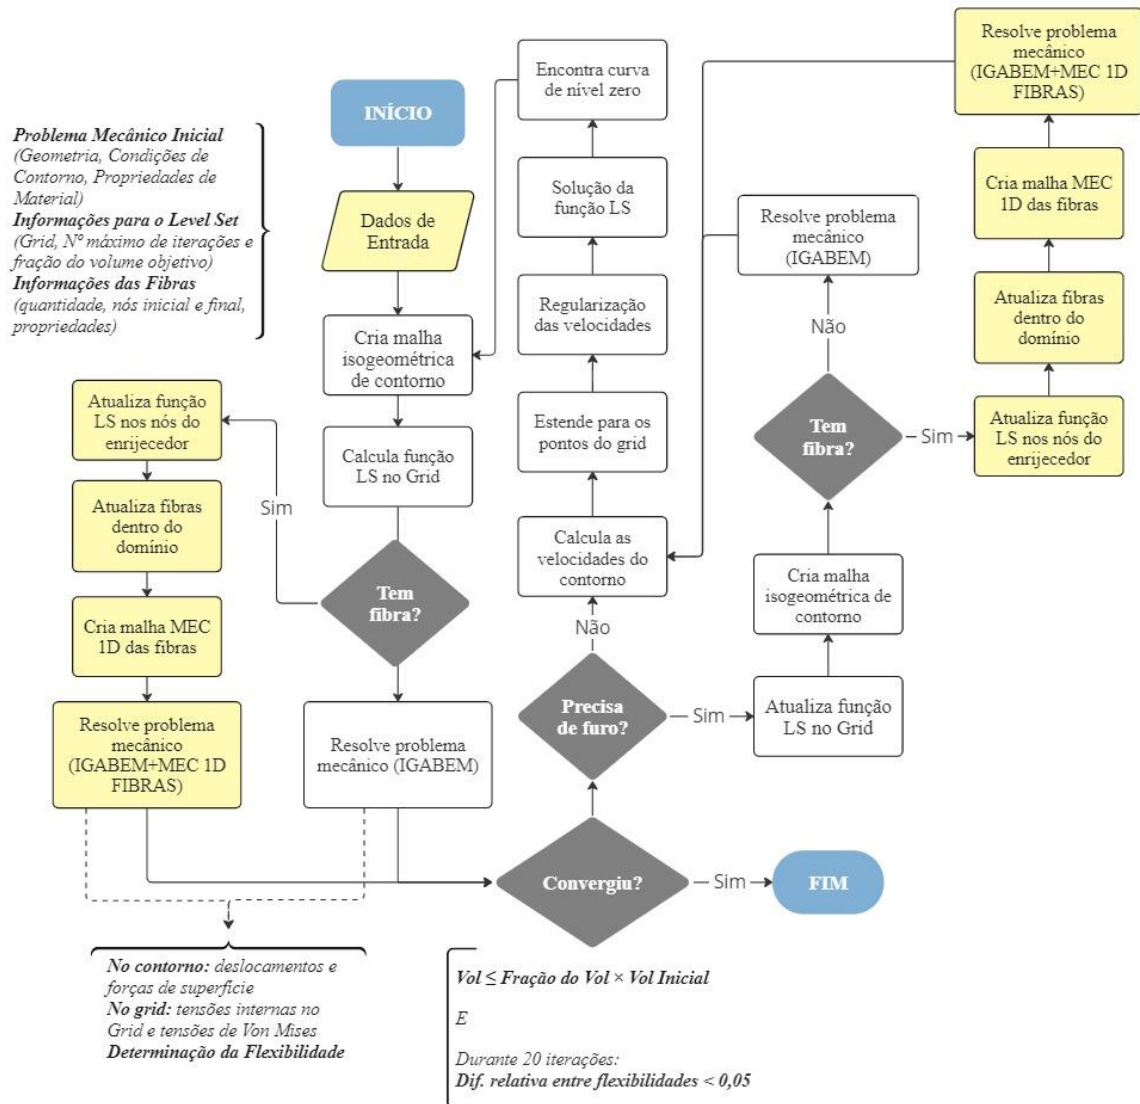 INÍCIO
Problema Mecânico Inicial
(Geometria, Condições de
Contorno, Propriedades de
Material)
Informações para o Level Set
(Grid, N° máximo de iterações e
fração do volume objetivo)
Informações das Fibras
(quantidade, nós inicial e final,
propriedades)
Dados de
Entrada
Cria malha
isogeométrica
de contorno
Calcula função
LS no Grid
Tem
fibra?
Sim
Atualiza função
LS nos nós do
enrijecedor
Atualiza fibras
dentro do
domínio
Cria malha MEC
1D das fibras
Resolve problema
mecânico
(IGABEM+MEC 1D
FIBRAS)
Resolve problema
mecânico (IGABEM)
No contorno: deslocamentos e
forças de superfície
No grid: tensões internas no
Grid e tensões de Von Mises
Determinação da Flexibilidade
Convergiu?
Sim
FIM
Vol ≤ Fração do Vol × Vol Inicial
E
Durante 20 iterações:
Dif. relativa entre flexibilidades < 0,05
Precisa
de furo?
Não
Sim
Calcula as
velocidades do
contorno
Estende para os
pontos do grid
Regularização
das velocidades
Solução da
função LS
Encontra curva
de nível zero
Atualiza função
LS no Grid
Cria malha
isogeométrica de
contorno
Tem
fibra?
Não
Sim
Resolve problema
mecânico
(IGABEM)
Atualiza função
LS nos nós do
enrijecedor
Atualiza fibras
dentro do
domínio
Cria malha MEC
1D das fibras
Resolve problema
mecânico
(IGABEM+MEC 1D
FIBRAS)